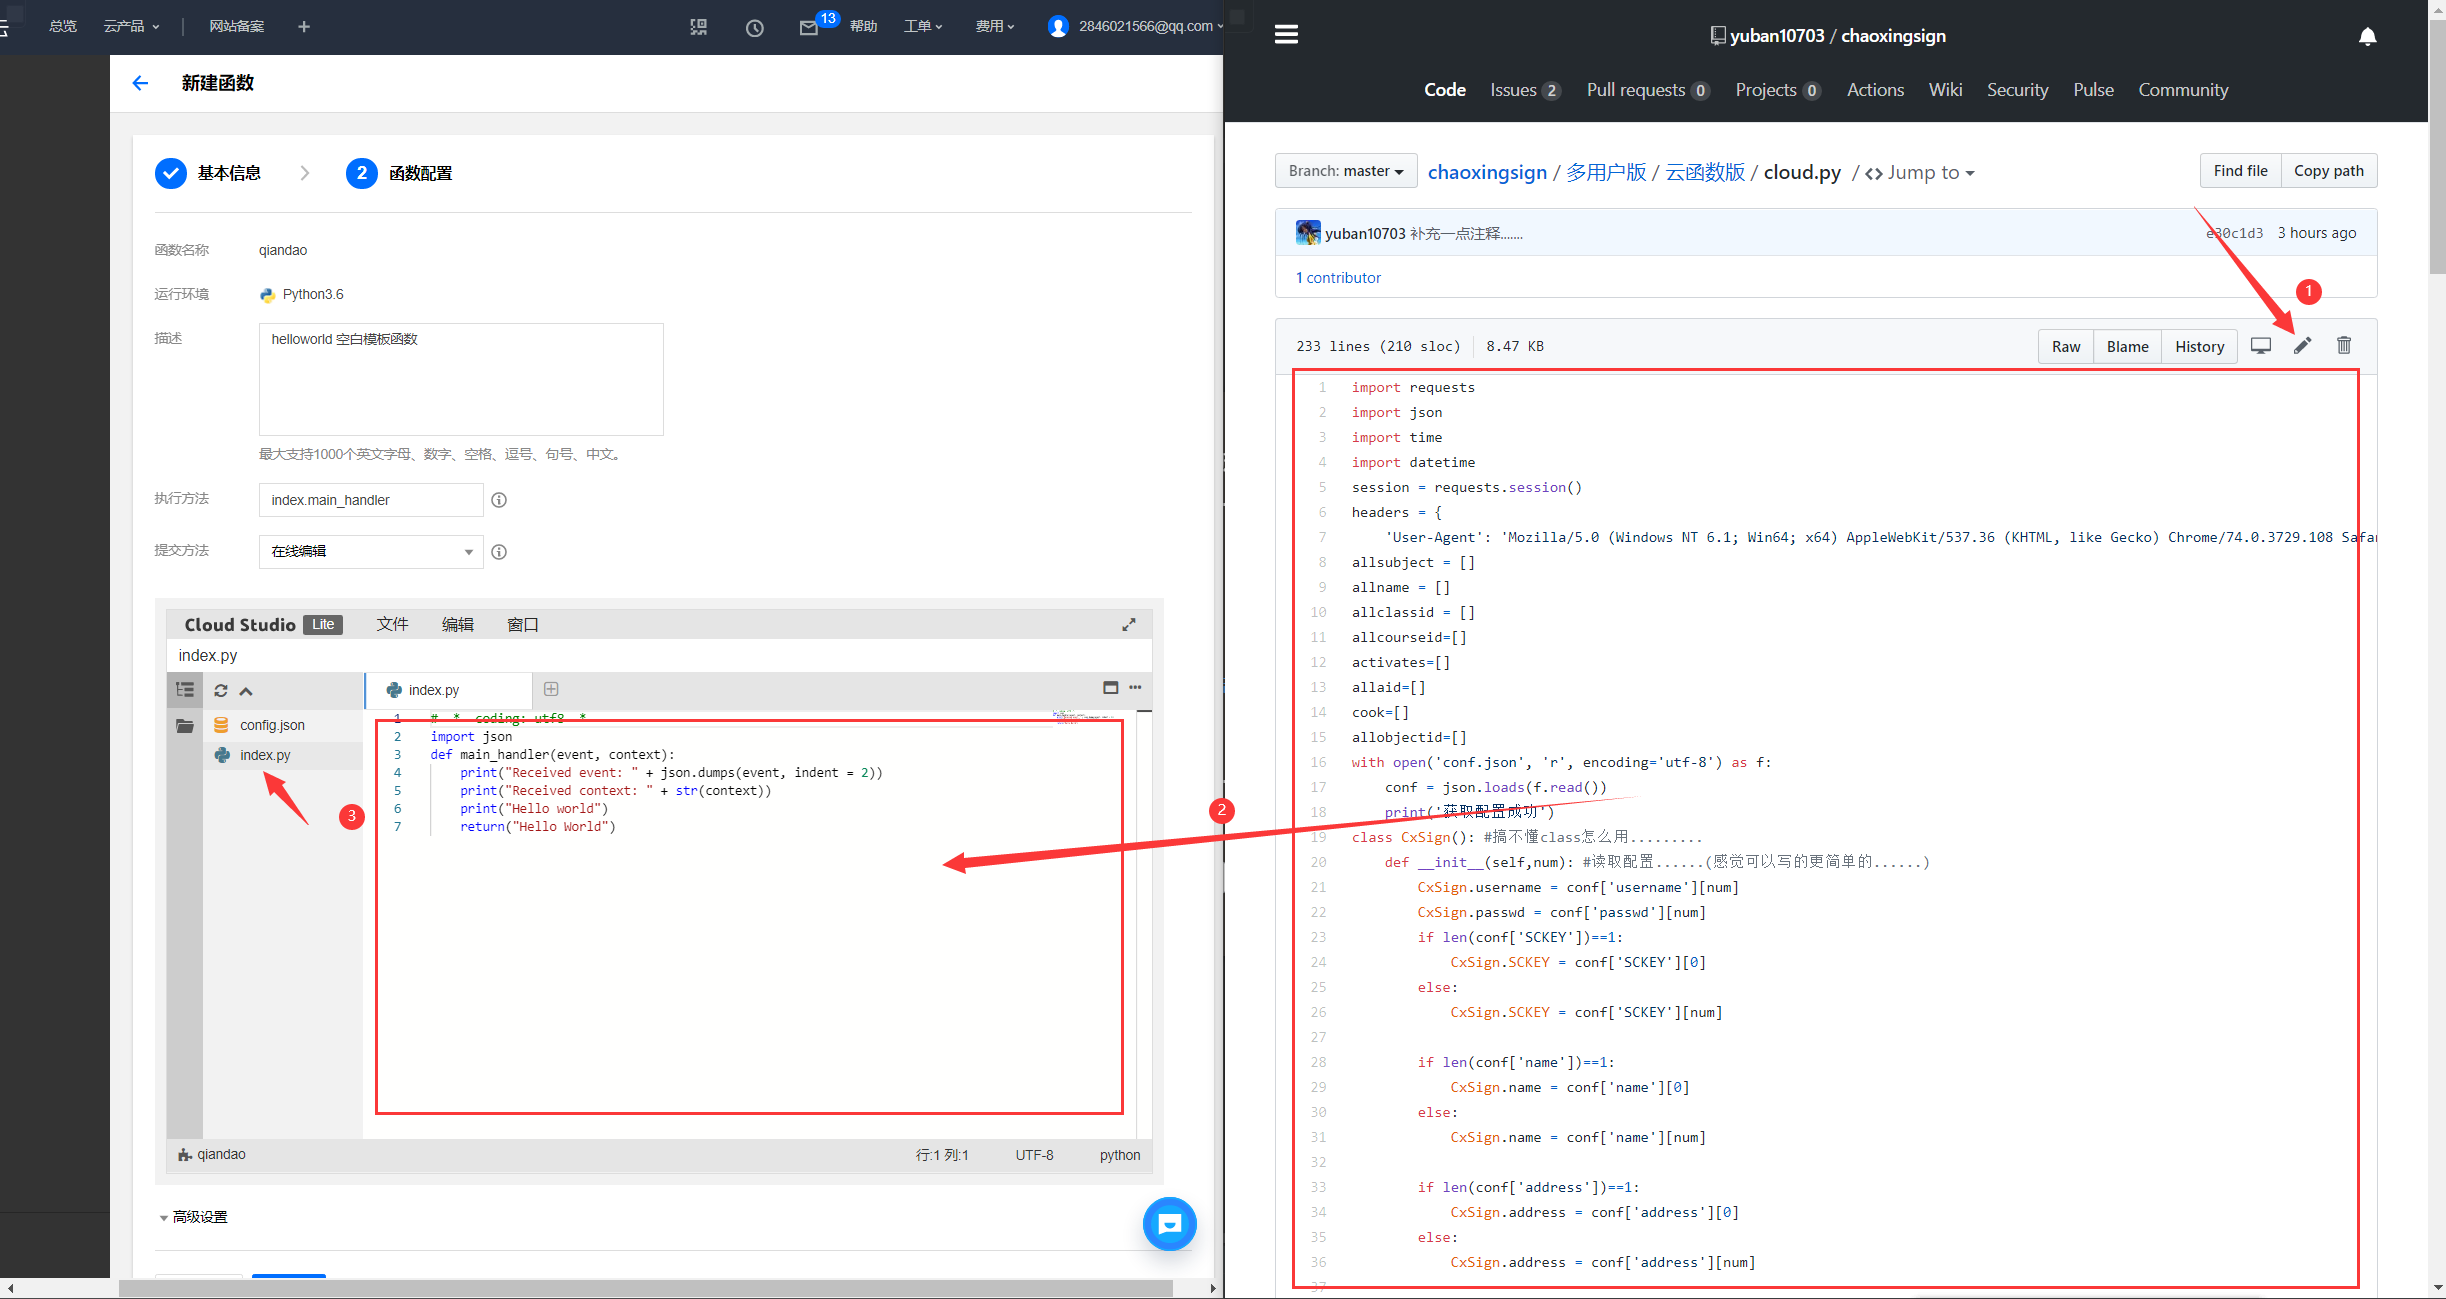 总览 云产品 网站备案 + 13 帮助 工单 费用 2846021566@qq.com
新建函数
基本信息 2 函数配置
函数名称 qiandao
运行环境 Python3.6
描述 helloworld 空白模板函数
最大支持1000个英文字母、数字、空格、逗号、句号、中文。
执行方法 index.main_handler
提交方法 在线编辑
Cloud Studio Lite 文件 编辑 窗口
index.py
index.py
config.json
index.py
3
1 # -*- coding: utf8 -*-
2 import json
3 def main_handler(event, context):
4 print("Received event: " + json.dumps(event, indent = 2))
5 print("Received context: " + str(context))
6 print("Hello world")
7 return("Hello World")
qiandao 行:1 列:1 UTF-8 python
高级设置
2
yuban10703 / chaoxingsign
Code Issues 2 Pull requests 0 Projects 0 Actions Wiki Security Pulse Community
Branch: master chaoxingsign / 多用户版 / 云函数版 / cloud.py / <> Jump to Find file Copy path
yuban10703 补充一点注释....... e30c1d3 3 hours ago
1 contributor
1
233 lines (210 sloc) 8.47 KB Raw Blame History
1 import requests
2 import json
3 import time
4 import datetime
5 session = requests.session()
6 headers = {
7 'User-Agent': 'Mozilla/5.0 (Windows NT 6.1; Win64; x64) AppleWebKit/537.36 (KHTML, like Gecko) Chrome/74.0.3729.108 Safar
8 allsubject = []
9 allname = []
10 allclassid = []
11 allcourseid=[]
12 activates=[]
13 allaid=[]
14 cook=[]
15 allobjectid=[]
16 with open('conf.json', 'r', encoding='utf-8') as f:
17 conf = json.loads(f.read())
18 print('获取配置成功')
19 class CxSign(): #搞不懂class怎么用.........
20 def __init__(self,num): #读取配置......(感觉可以写的更简单的......)
21 CxSign.username = conf['username'][num]
22 CxSign.passwd = conf['passwd'][num]
23 if len(conf['SCKEY'])==1:
24 CxSign.SCKEY = conf['SCKEY'][0]
25 else:
26 CxSign.SCKEY = conf['SCKEY'][num]
27
28 if len(conf['name'])==1:
29 CxSign.name = conf['name'][0]
30 else:
31 CxSign.name = conf['name'][num]
32
33 if len(conf['address'])==1:
34 CxSign.address = conf['address'][0]
35 else:
36 CxSign.address = conf['address'][num]
37